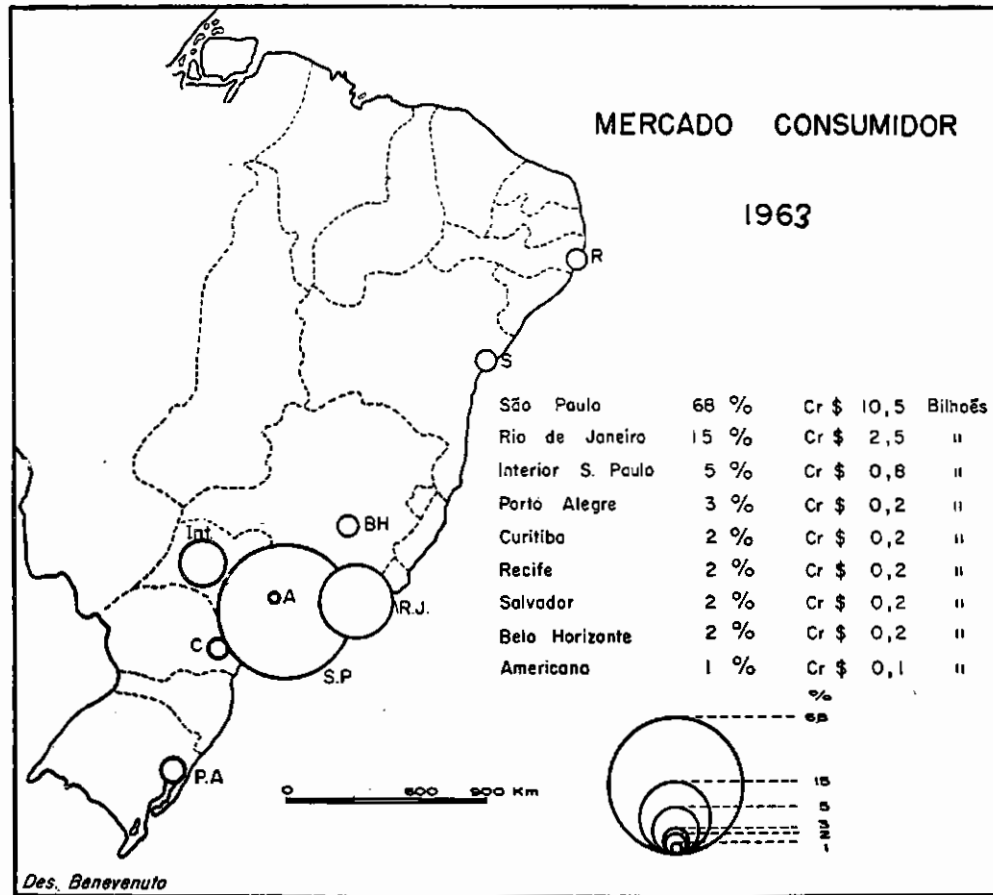 MERCADO CONSUMIDOR
1963
R
S
São Paulo 68 % Cr $ 10,5 Bilhoẽs
Rio de Janeiro 15 % Cr $ 2,5 "
Interior S. Paulo 5 % Cr $ 0,8 "
Portó Alegre 3 % Cr $ 0,2 "
Curitiba 2 % Cr $ 0,2 "
Recife 2 % Cr $ 0,2 "
Salvador 2 % Cr $ 0,2 "
Belo Horizonte 2 % Cr $ 0,2 "
Americana 1 % Cr $ 0,1 "
BH
Int.
A
R.J.
C
S.P
P.A
%
68
15
5
3
2
1
0 600 900 Km
Des. Benevenuto